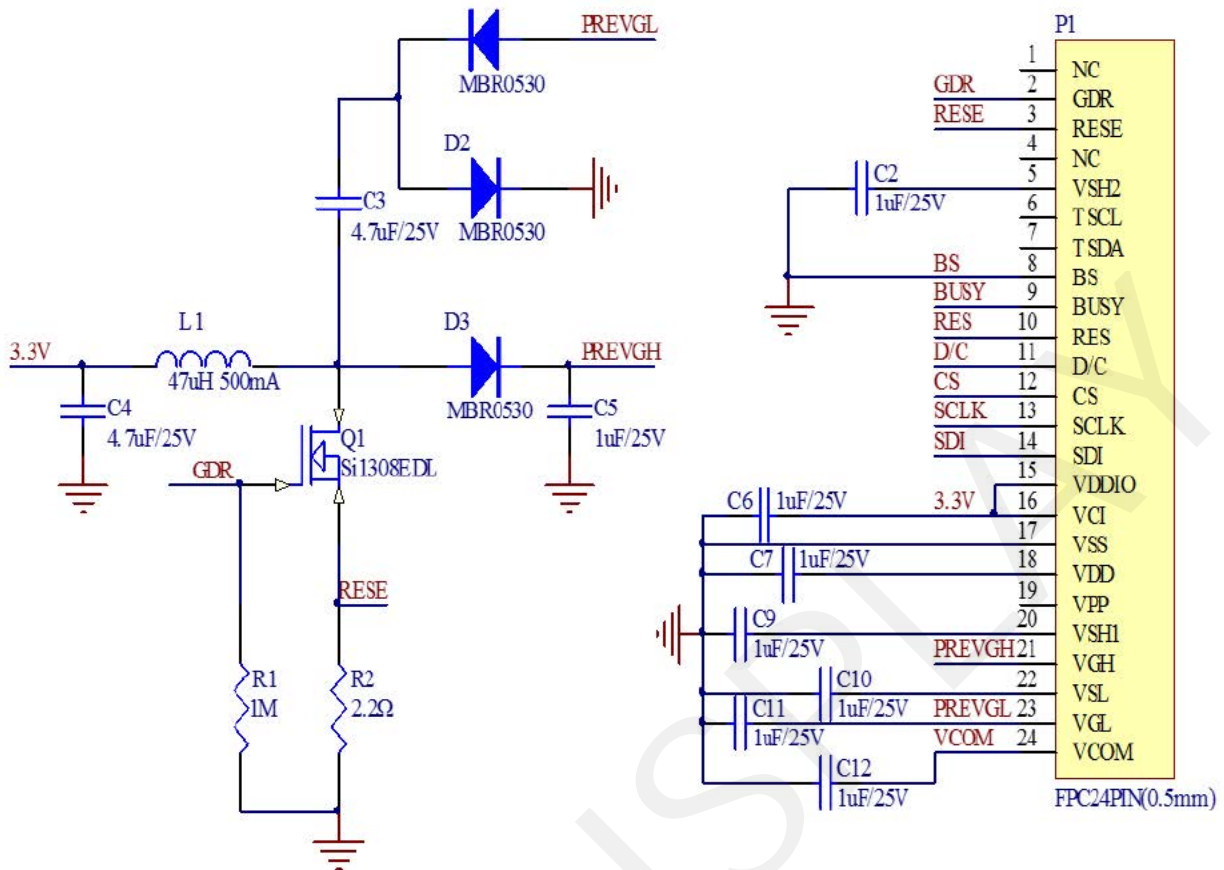 PREVGL
MBR0530
D2
MBR0530
C3
4.7uF/25V
L1
3.3V
47uH 500mA
D3
PREVGH
MBR0530
C4
4.7uF/25V
C5
1uF/25V
Q1
Si1308EDL
GDR
RESE
R1
1M
R2
2.2Ω
P1
1 NC
GDR 2 GDR
RESE 3 RESE
4 NC
C2
1uF/25V
5 VSH2
6 TSCL
7 TSDA
BS 8 BS
BUSY 9 BUSY
RES 10 RES
D/C 11 D/C
CS 12 CS
SCLK 13 SCLK
SDI 14 SDI
15 VDDIO
C6 1uF/25V 3.3V 16 VCI
17 VSS
C7 1uF/25V 18 VDD
19 VPP
C9
1uF/25V
20 VSH1
PREVGH 21 VGH
C10
1uF/25V
22 VSL
C11
1uF/25V
PREVGL 23 VGL
VCOM 24 VCOM
C12
1uF/25V
FPC24PIN(0.5mm)